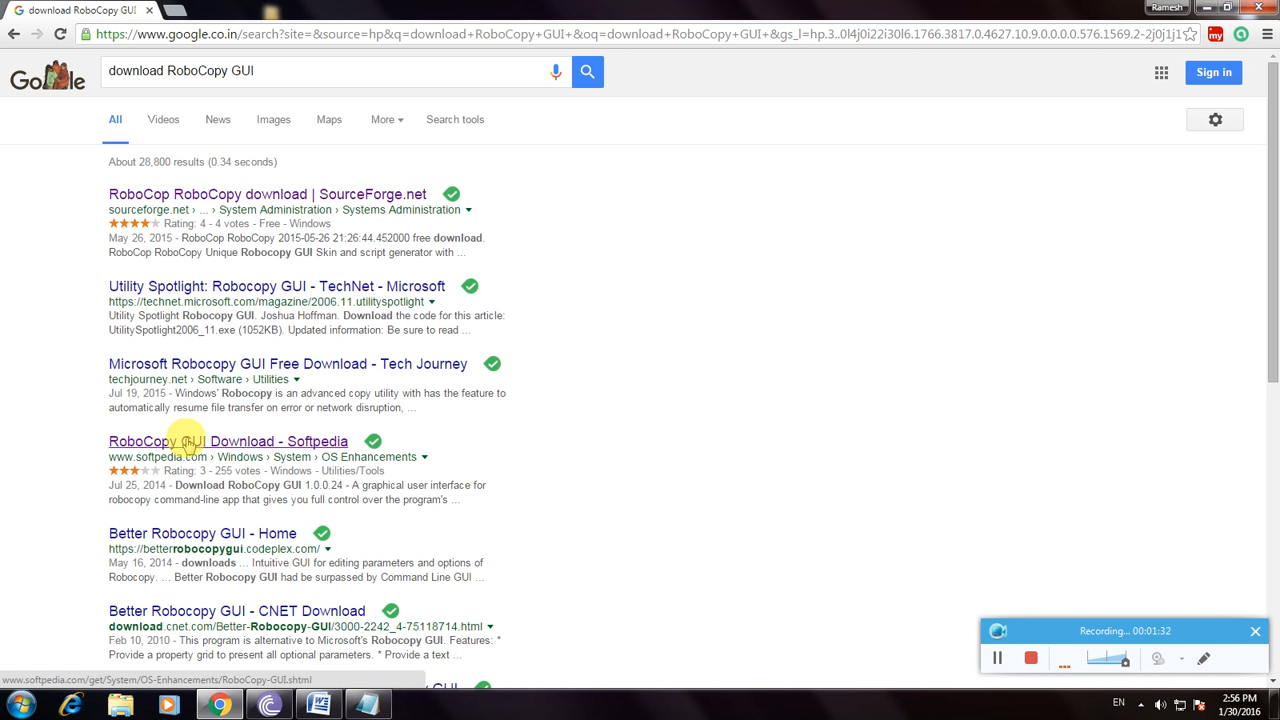 download RoboCopy GUI
Ramesh
https://www.google.co.in/search?site=&source=hp&q=download+RoboCopy+GUI+&oq=download+RoboCopy+GUI+&gs_l=hp.3..0l4j0i22i30l6.1766.3817.0.4627.10.9.0.0.0.0.576.1569.2-2j0j1j1
my
download RoboCopy GUI
Sign in
All Videos News Images Maps More Search tools
About 28,800 results (0.34 seconds)
RoboCop RoboCopy download | SourceForge.net
sourceforge.net › ... › System Administration › Systems Administration
Rating: 4 - 4 votes - Free - Windows
May 26, 2015 - RoboCop RoboCopy 2015-05-26 21:26:44.452000 free download.
RoboCop RoboCopy Unique Robocopy GUI Skin and script generator with ...
Utility Spotlight: Robocopy GUI - TechNet - Microsoft
https://technet.microsoft.com/magazine/2006.11.utilityspotlight
Utility Spotlight Robocopy GUI. Joshua Hoffman. Download the code for this article:
UtilitySpotlight2006_11.exe (1052KB). Updated information: Be sure to read ...
Microsoft Robocopy GUI Free Download - Tech Journey
techjourney.net › Software › Utilities
Jul 19, 2015 - Windows' Robocopy is an advanced copy utility with has the feature to
automatically resume file transfer on error or network disruption, ...
RoboCopy GUI Download - Softpedia
www.softpedia.com › Windows › System › OS Enhancements
Rating: 3 - 255 votes - Windows - Utilities/Tools
Jul 25, 2014 - Download RoboCopy GUI 1.0.0.24 - A graphical user interface for
robocopy command-line app that gives you full control over the program's ...
Better Robocopy GUI - Home
https://betterrobocopygui.codeplex.com/
May 16, 2014 - downloads ... Intuitive GUI for editing parameters and options of
Robocopy. ... Better Robocopy GUI had be surpassed by Command Line GUI ...
Better Robocopy GUI - CNET Download
download.cnet.com/Better-Robocopy-GUI/3000-2242_4-75118714.html
Feb 10, 2010 - This program is alternative to Microsoft's Robocopy GUI. Features: *
Provide a property grid to present all optional parameters. * Provide a text ...
Recording... 00:01:32
www.softpedia.com/get/System/OS-Enhancements/RoboCopy-GUI.shtml
EN
2:56 PM
1/30/2016